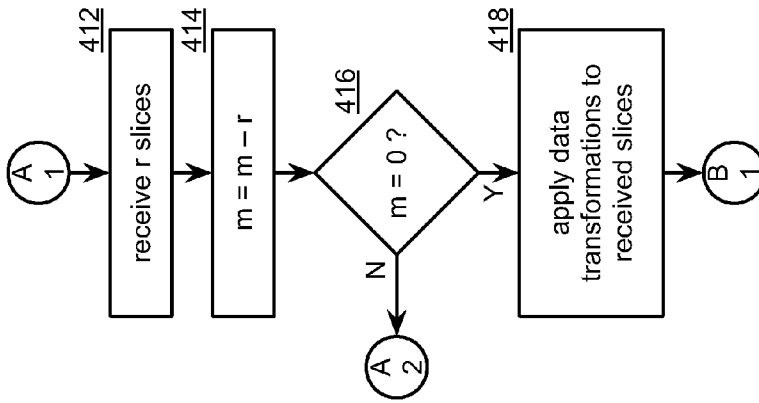 A
1
412
receive r slices
414
m = m – r
416
m = 0 ?
N
A
2
Y
418
apply data
transformations to
received slices
B
1